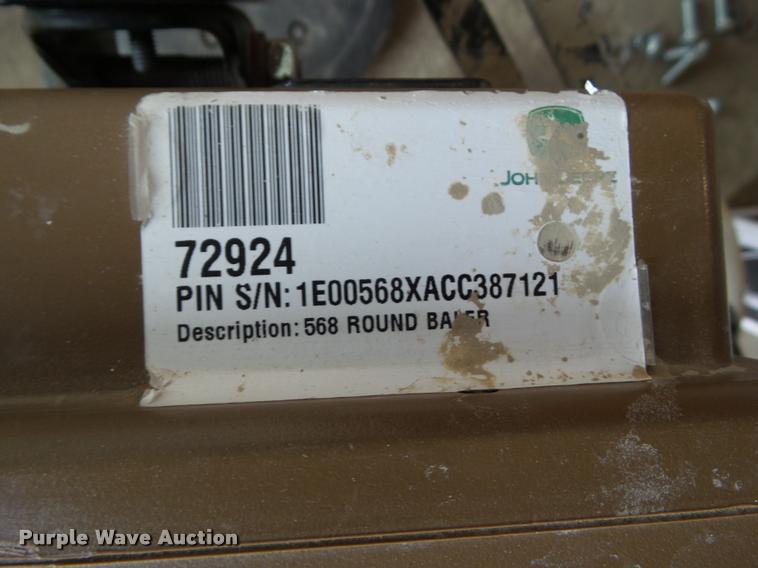 JOHN DEERE
72924
PIN S/N: 1E00568XACC387121
Description: 568 ROUND BALER
Purple Wave Auction